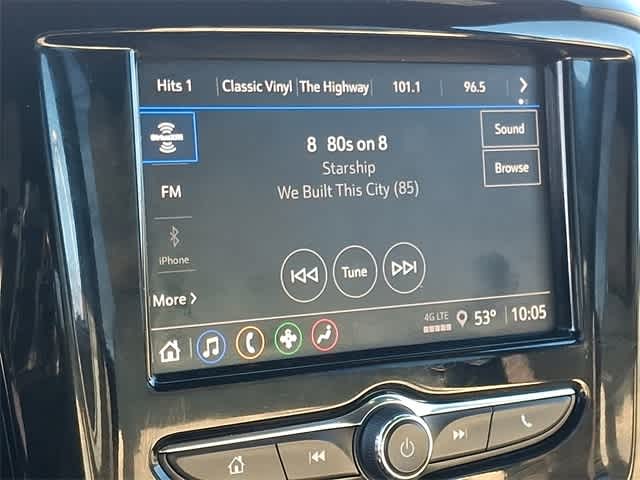 Hits 1 Classic Vinyl The Highway 101.1 96.5
SiriusXM
8 80s on 8
Sound
Starship
Browse
FM
We Built This City (85)
iPhone
Tune
More
4G LTE 53° 10:05